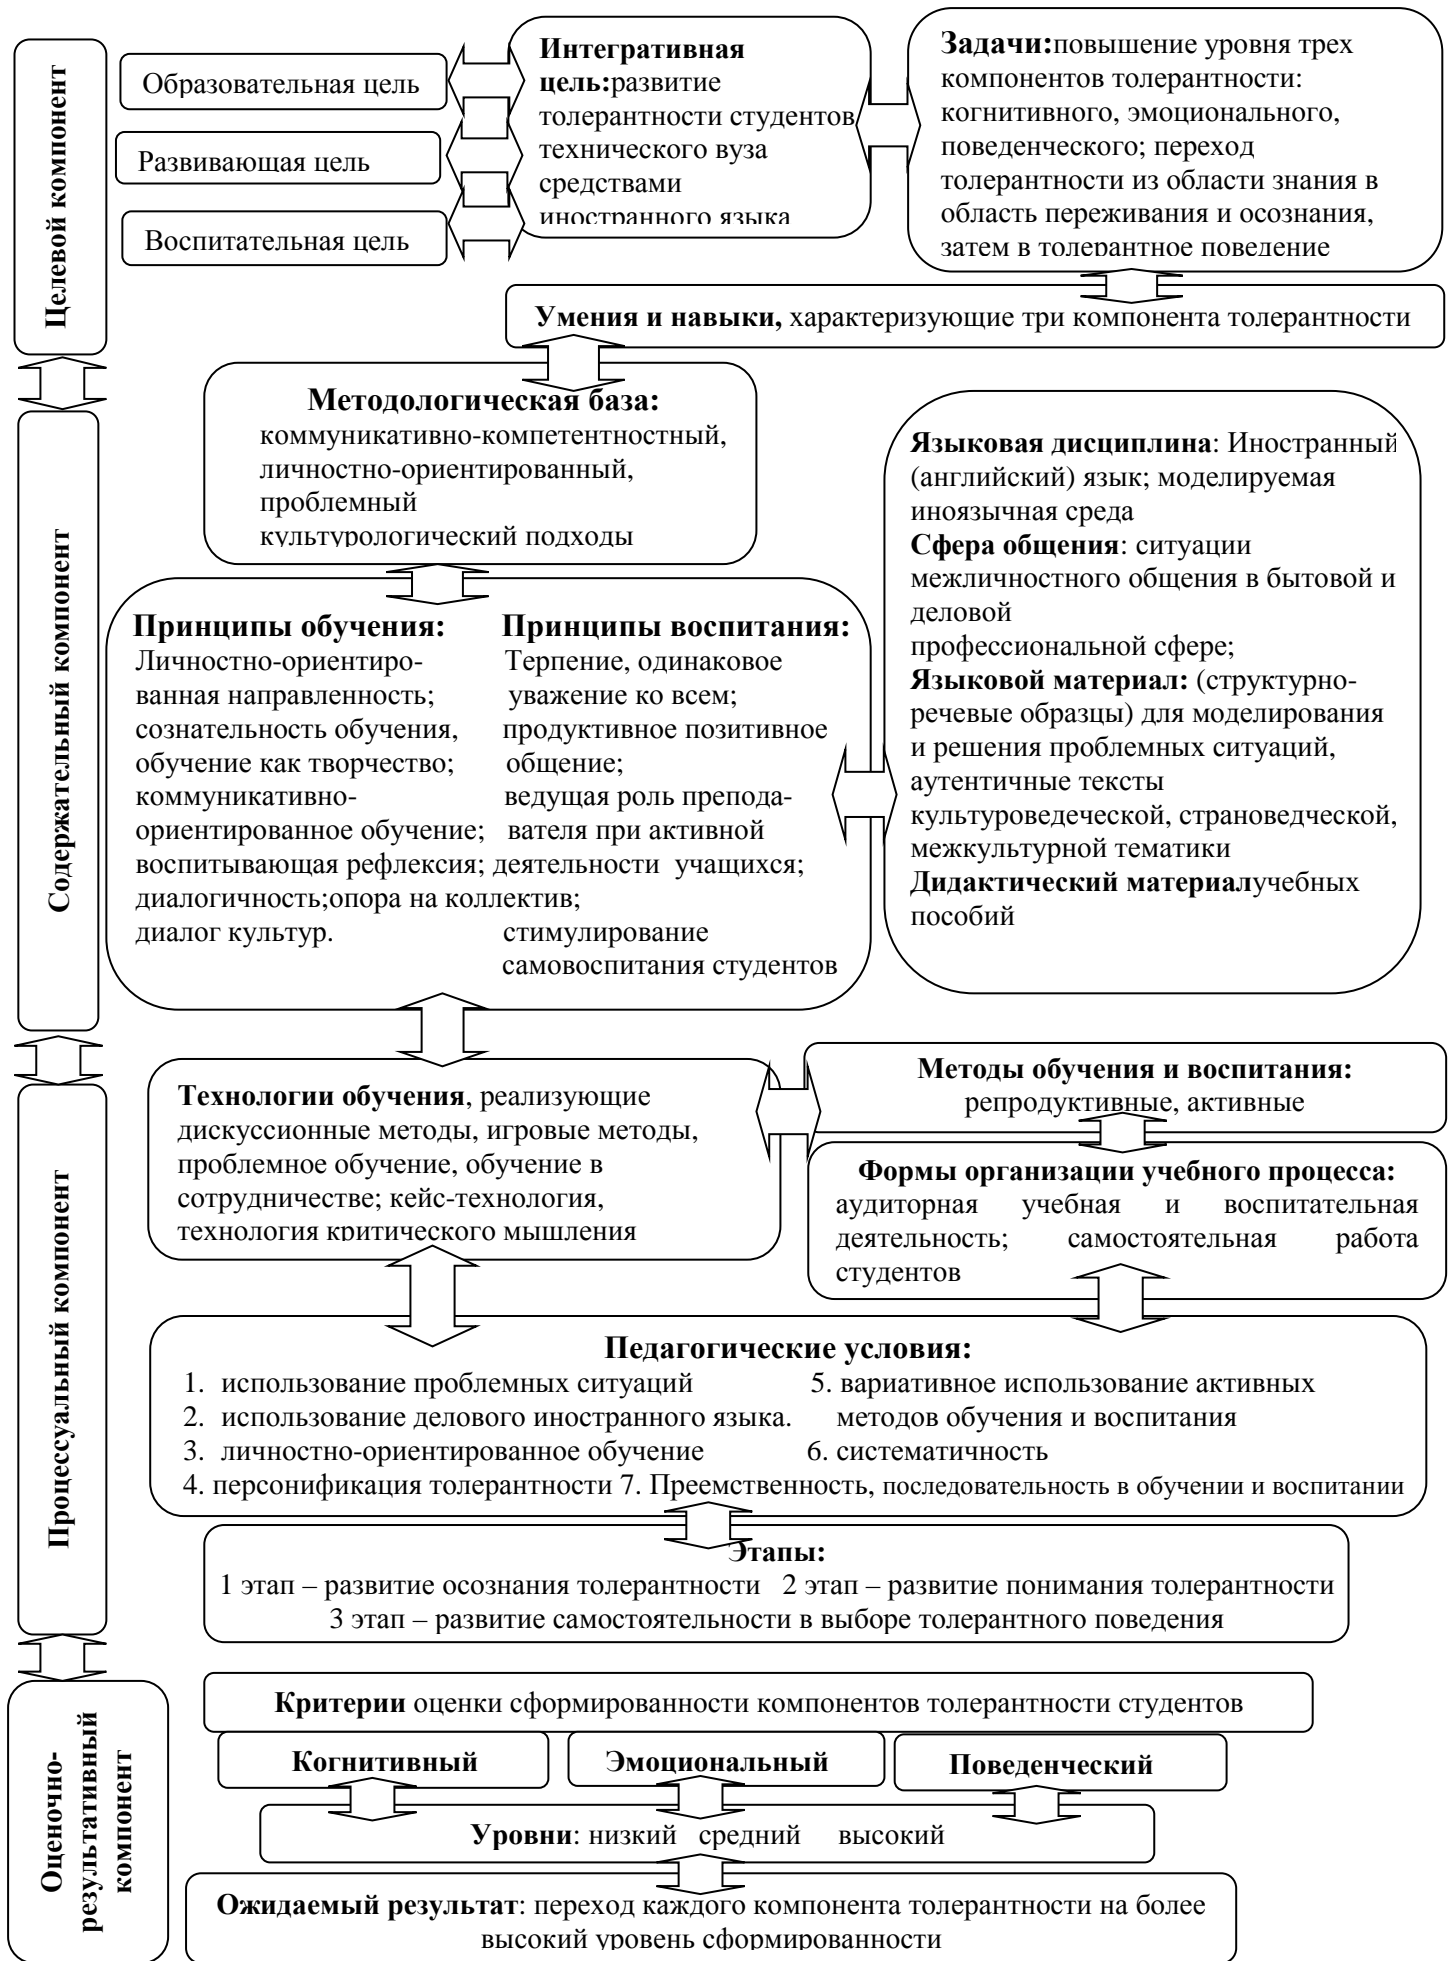 Целевой компонент
Образовательная цель
Развивающая цель
Воспитательная цель
Интегративная
цель:развитие
толерантности студентов
технического вуза
средствами
иностранного языка
Задачи:повышение уровня трех
компонентов толерантности:
когнитивного, эмоционального,
поведенческого; переход
толерантности из области знания в
область переживания и осознания,
затем в толерантное поведение
Умения и навыки, характеризующие три компонента толерантности
Содержательный компонент
Методологическая база:
коммуникативно-компетентностный,
личностно-ориентированный,
проблемный
культурологический подходы
Принципы обучения:
Личностно-ориентиро-
ванная направленность;
сознательность обучения,
обучение как творчество;
коммуникативно-
ориентированное обучение;
воспитывающая рефлексия;
диалогичность;опора на коллектив;
диалог культур.
Принципы воспитания:
Терпение, одинаковое
уважение ко всем;
продуктивное позитивное
общение;
ведущая роль препода-
вателя при активной
деятельности учащихся;
стимулирование
самовоспитания студентов
Языковая дисциплина: Иностранный
(английский) язык; моделируемая
иноязычная среда
Сфера общения: ситуации
межличностного общения в бытовой и
деловой
профессиональной сфере;
Языковой материал: (структурно-
речевые образцы) для моделирования
и решения проблемных ситуаций,
аутентичные тексты
культуроведеческой, страноведческой,
межкультурной тематики
Дидактический материалучебных
пособий
Процессуальный компонент
Технологии обучения, реализующие
дискуссионные методы, игровые методы,
проблемное обучение, обучение в
сотрудничестве; кейс-технология,
технология критического мышления
Методы обучения и воспитания:
репродуктивные, активные
Формы организации учебного процесса:
аудиторная учебная и воспитательная
деятельность; самостоятельная работа
студентов
Педагогические условия:
1. использование проблемных ситуаций
2. использование делового иностранного языка.
3. личностно-ориентированное обучение
5. вариативное использование активных
методов обучения и воспитания
6. систематичность
4. персонификация толерантности 7. Преемственность, последовательность в обучении и воспитании
Этапы:
1 этап – развитие осознания толерантности 2 этап – развитие понимания толерантности
3 этап – развитие самостоятельности в выборе толерантного поведения
Оценочно-
результативный
компонент
Критерии оценки сформированности компонентов толерантности студентов
Когнитивный
Эмоциональный
Поведенческий
Уровни: низкий средний высокий
Ожидаемый результат: переход каждого компонента толерантности на более
высокий уровень сформированности